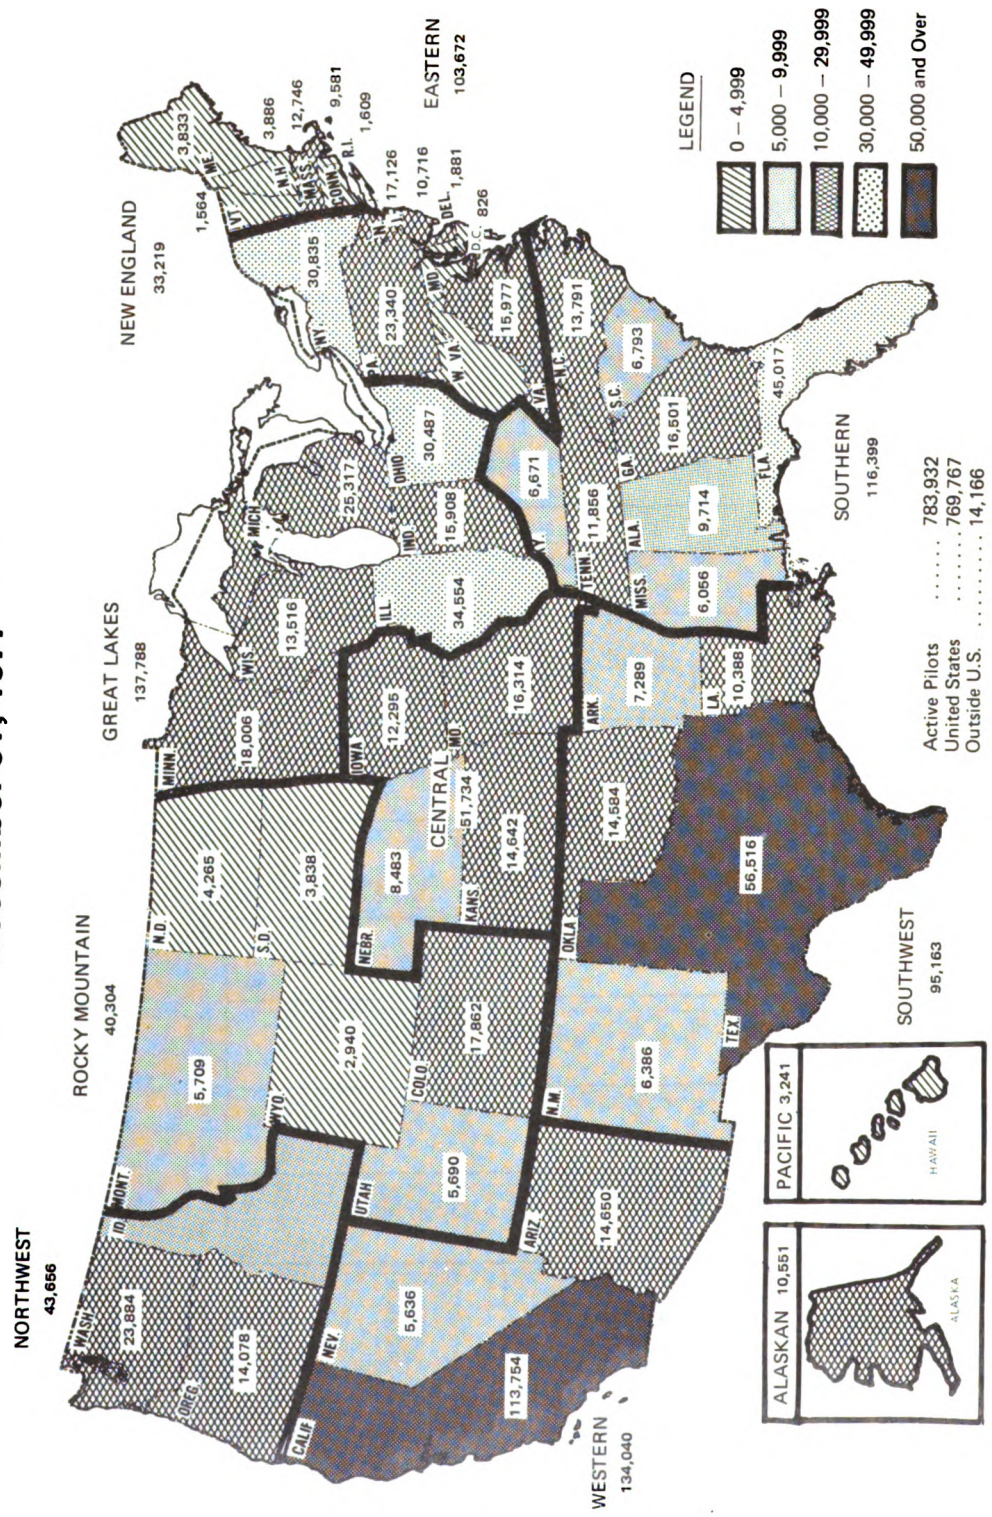 NORTHWEST
43,656
ROCKY MOUNTAIN
40,304
GREAT LAKES
137,788
NEW ENGLAND
33,219
EASTERN
103,672
WASH.
23,884
OREG.
14,078
ID.
MONT.
5,709
N.D.
4,265
S.D.
3,838
WYO.
2,940
UTAH
5,690
COLO.
17,862
CALIF
113,754
NEV.
5,636
ARIZ.
14,650
WESTERN
134,040
N.M.
6,386
TEX.
56,516
OKLA
14,584
ARK.
7,289
LA.
10,388
SOUTHWEST
95,163
NEBR.
8,483
CENTRAL
51,734
KANS.
14,642
IOWA
12,295
MO.
16,314
MINN.
18,006
WIS.
13,516
MICH
25,317
ILL.
34,554
IND.
15,908
OHIO
30,487
6,671
TENN
11,856
MISS.
6,056
ALA.
9,714
GA.
16,501
FLA.
45,017
S.C.
6,793
N.C.
13,791
SOUTHERN
116,399
VA.
15,977
W. VA.
PA.
23,340
NY.
30,835
VT.
1,564
ME.
3,833
N.H.
3,886
MASS.
12,746
CONN.
9,581
R.I.
1,609
N.J.
17,126
10,716
DEL.
1,881
D.C.
826
MD.
LEGEND
0 – 4,999
5,000 – 9,999
10,000 – 29,999
30,000 – 49,999
50,000 and Over
Active Pilots ...... 783,932
United States ....... 769,767
Outside U.S. ......... 14,166
ALASKAN 10,551
ALASKA
PACIFIC 3,241
HAWAII